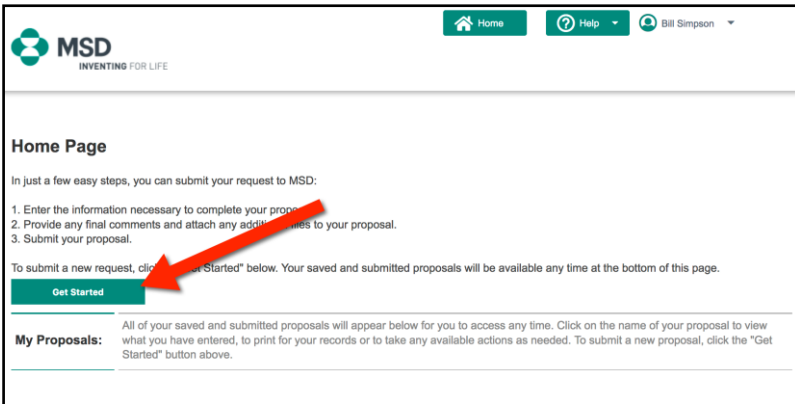 Home
Help
Bill Simpson
MSD
INVENTING FOR LIFE
Home Page
In just a few easy steps, you can submit your request to MSD:
1. Enter the information necessary to complete your
2. Provide any final comments and attach any files to your proposal.
3. Submit your proposal.
To submit a new request, Started" below. Your saved and submitted proposals will be available any time at the bottom of this page.
Get Started
My Proposals:
All of your saved and submitted proposals will appear below for you to access any time. Click on the name of your proposal to view
what you have entered, to print for your records or to take any available actions as needed. To submit a new proposal, click the "Get
Started" button above.